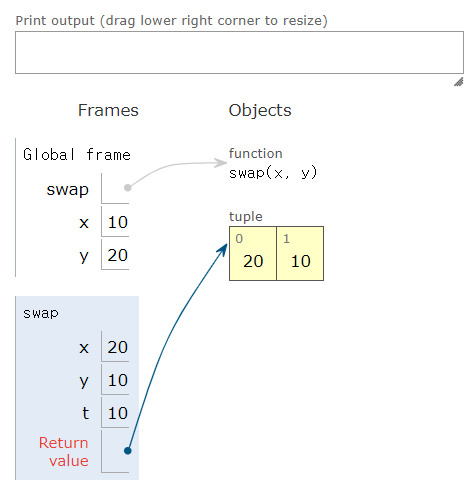 Print output (drag lower right corner to resize)
Frames Objects
Global frame
swap
x 10
y 20
function
swap(x, y)
tuple
0 1
20 10
swap
x 20
y 10
t 10
Return
value